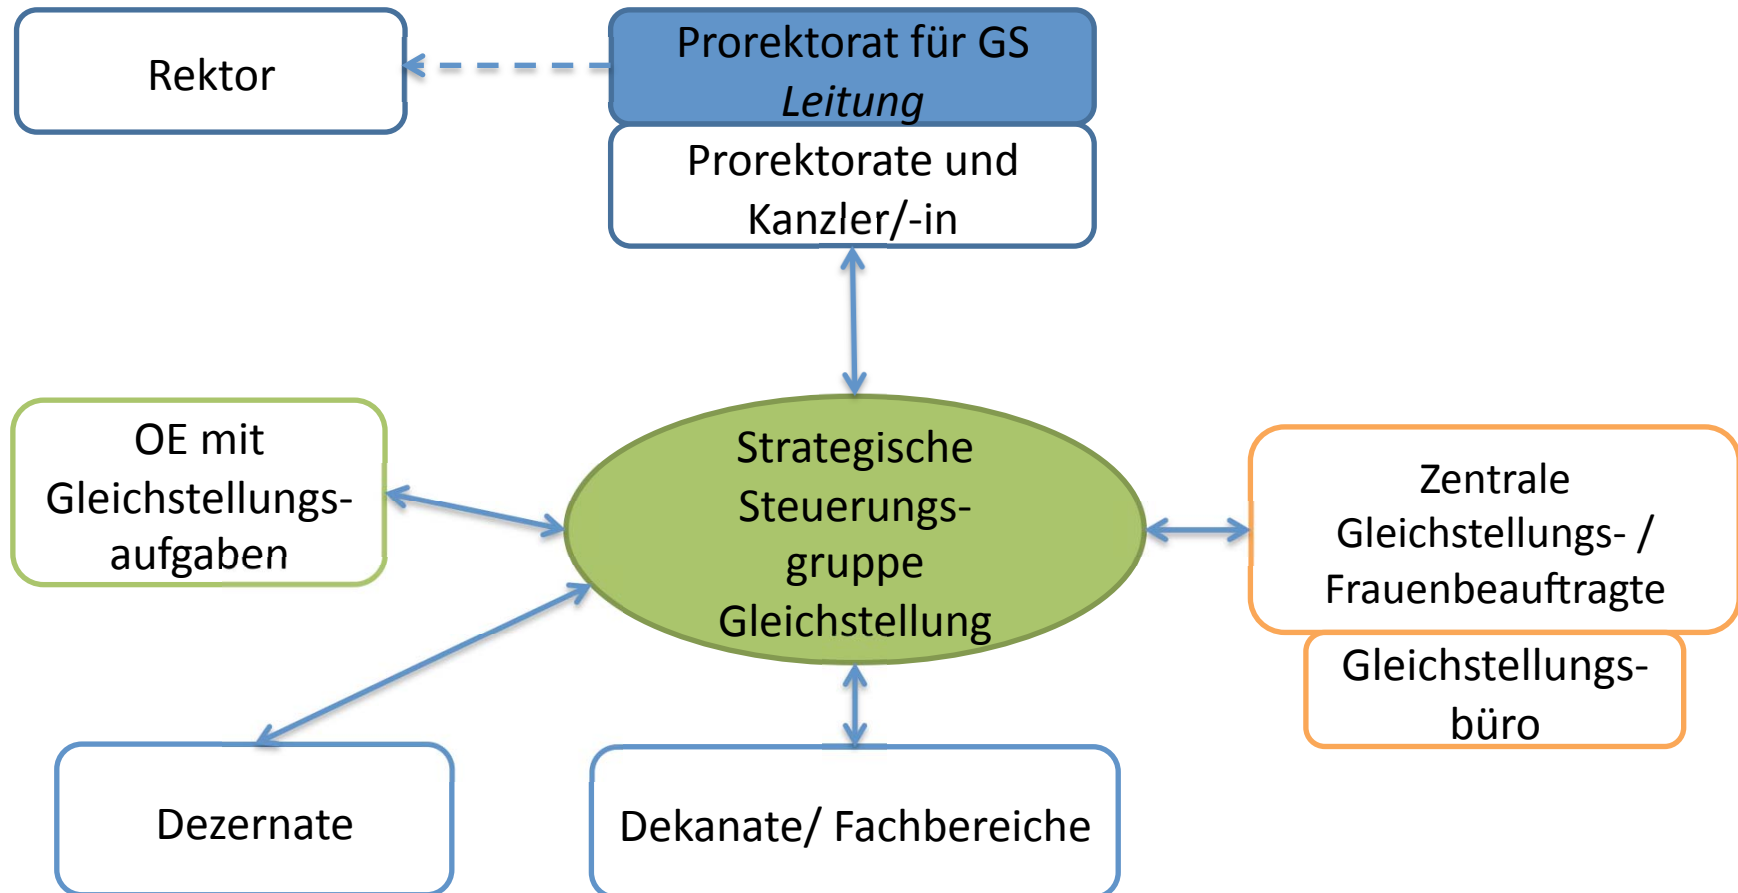 Rektor
Prorektorat für GS
Leitung
Prorektorate und
Kanzler/-in
OE mit
Gleichstellungs-
aufgaben
Strategische
Steuerungs-
gruppe
Gleichstellung
Zentrale
Gleichstellungs- /
Frauenbeauftragte
Gleichstellungs-
büro
Dezernate
Dekanate/ Fachbereiche